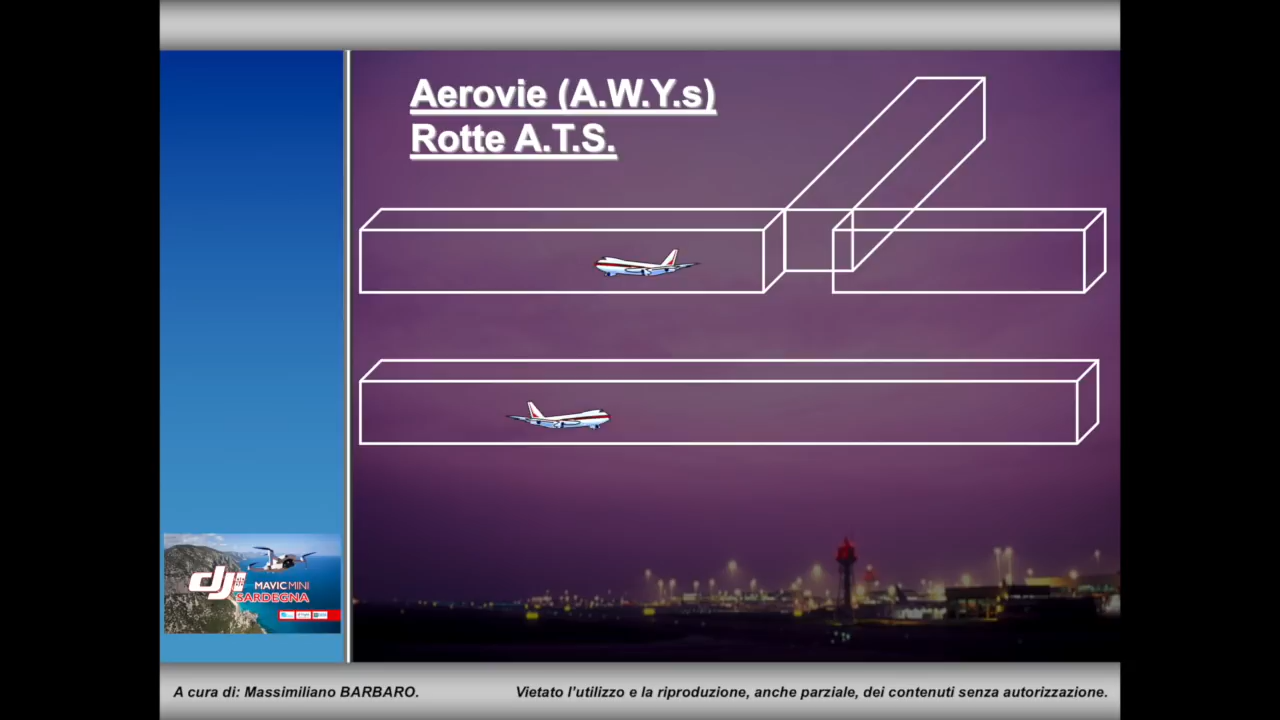 Aerovie (A.W.Y.s)
Rotte A.T.S.
dji
MAVIC MINI
SARDEGNA
A cura di: Massimiliano BARBARO.
Vietato l'utilizzo e la riproduzione, anche parziale, dei contenuti senza autorizzazione.